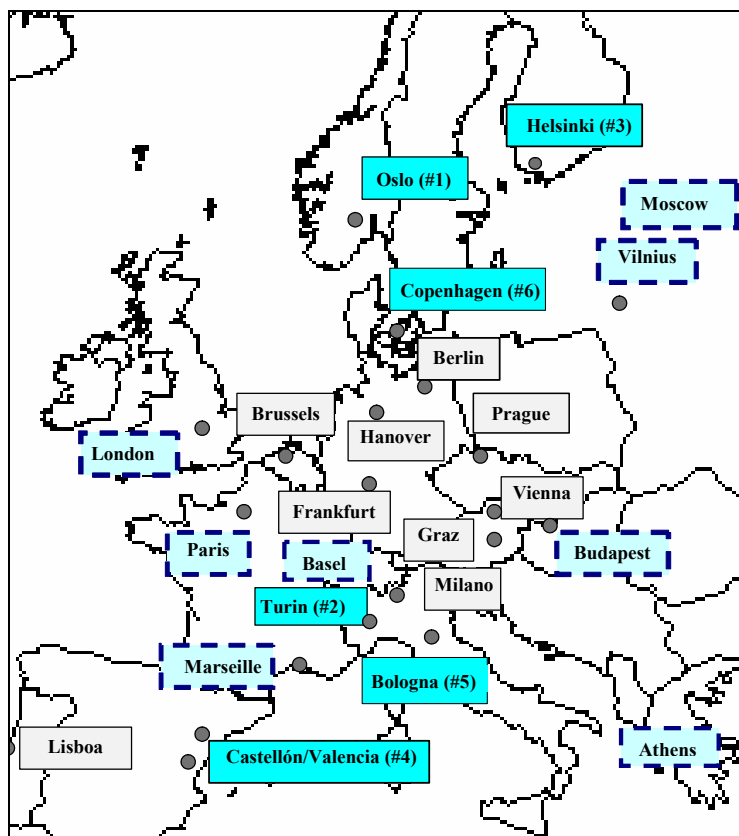 Helsinki (#3)
Oslo (#1)
Moscow
Vilnius
Copenhagen (#6)
Berlin
Brussels
Prague
Hanover
London
Vienna
Frankfurt
Graz
Paris
Basel
Budapest
Milano
Turin (#2)
Marseille
Bologna (#5)
Lisboa
Castellón/Valencia (#4)
Athens